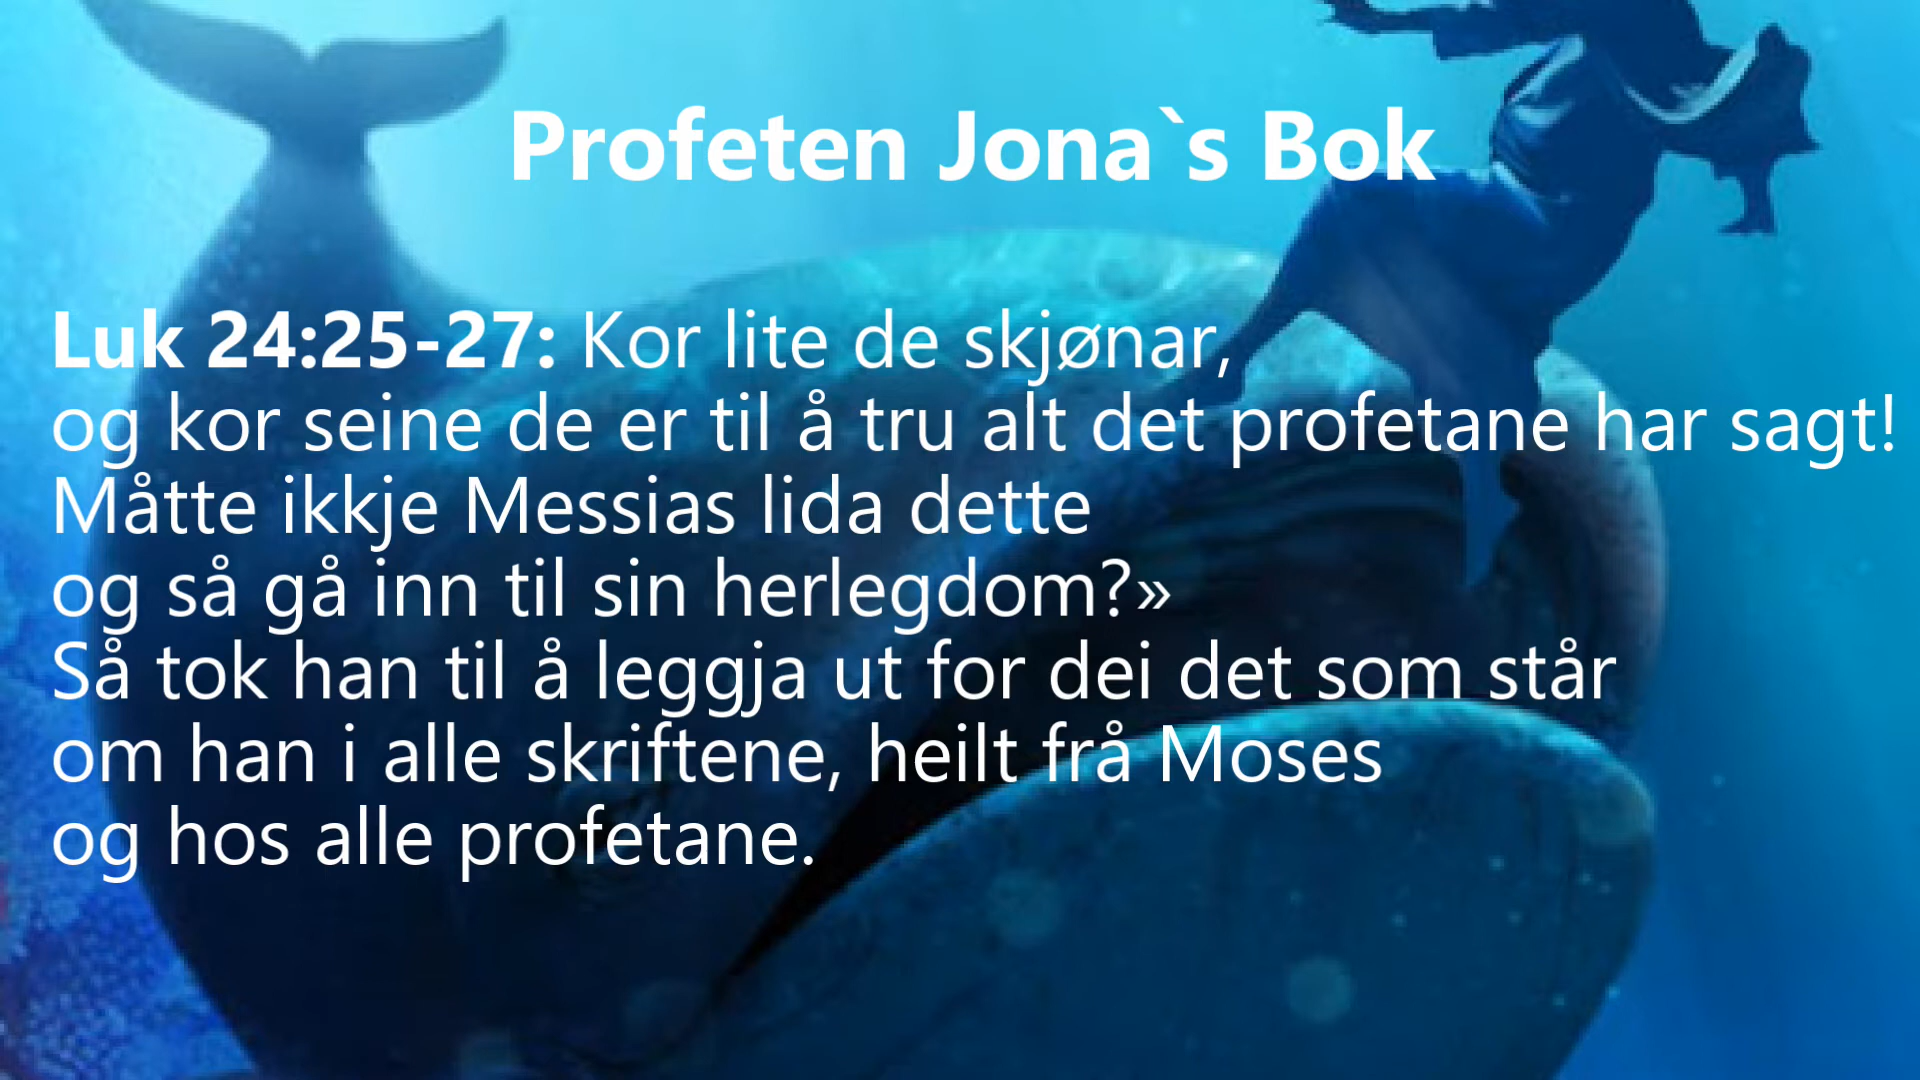 Profeten Jona`s Bok
Luk 24:25-27: Kor lite de skjønar,
og kor seine de er til å tru alt det profetane har sagt!
Måtte ikkje Messias lida dette
og så gå inn til sin herlegdom?»
Så tok han til å leggja ut for dei det som står
om han i alle skriftene, heilt frå Moses
og hos alle profetane.